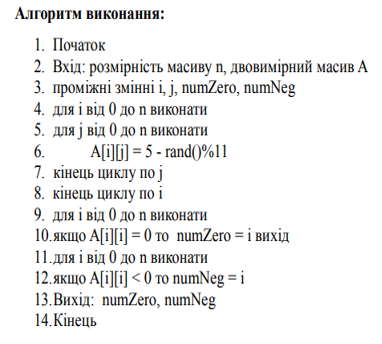 Алгоритм виконання:
1. Початок
2. Вхід: розмірність масиву n, двовимірний масив А
3. проміжні змінні i, j, numZero, numNeg
4. для i від 0 до n виконати
5. для j від 0 до n виконати
6. A[i][j] = 5 - rand()%11
7. кінець циклу по j
8. кінець циклу по i
9. для i від 0 до n виконати
10.якщо A[i][i] = 0 то numZero = i вихід
11.для i від 0 до n виконати
12.якщо A[i][i] < 0 то numNeg = i
13.Вихід: numZero, numNeg
14.Кінець